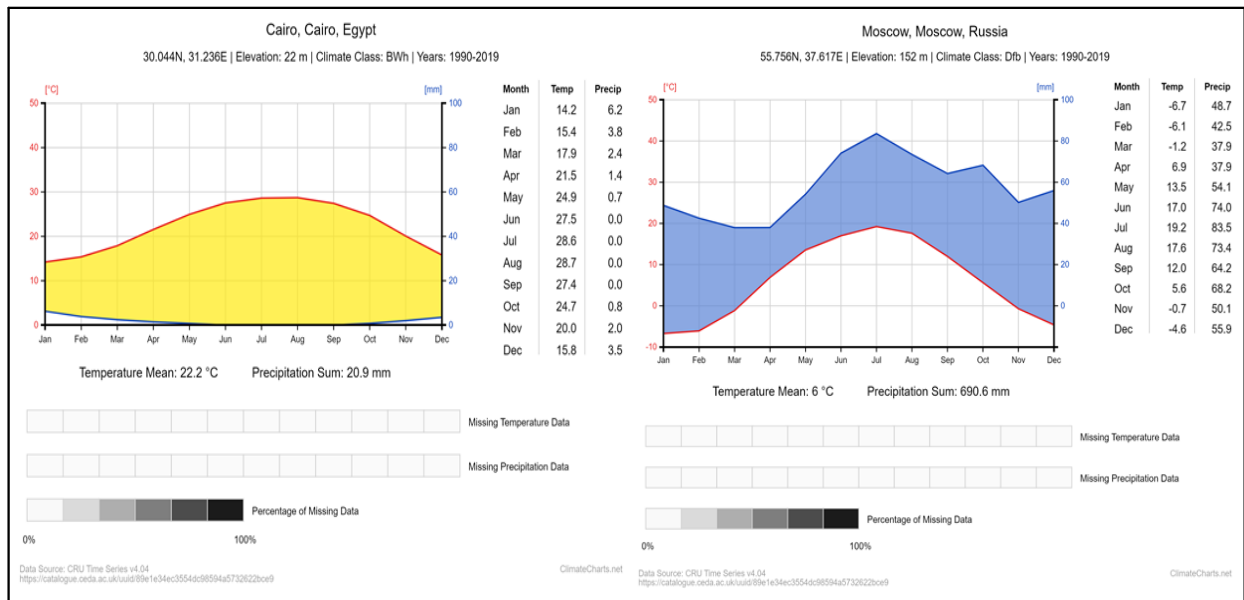 Cairo, Cairo, Egypt
30.044N, 31.236E | Elevation: 22 m | Climate Class: BWh | Years: 1990-2019
[°C] [mm]
50 100
40 80
30 60
20 40
10 20
0 0
Jan Feb Mar Apr May Jun Jul Aug Sep Oct Nov Dec
Month Temp Precip
Jan 14.2 6.2
Feb 15.4 3.8
Mar 17.9 2.4
Apr 21.5 1.4
May 24.9 0.7
Jun 27.5 0.0
Jul 28.6 0.0
Aug 28.7 0.0
Sep 27.4 0.0
Oct 24.7 0.8
Nov 20.0 2.0
Dec 15.8 3.5
Temperature Mean: 22.2 °C Precipitation Sum: 20.9 mm
Missing Temperature Data
Missing Precipitation Data
Percentage of Missing Data
0% 100%
Data Source: CRU Time Series v4.04
https://catalogue.ceda.ac.uk/uuid/89e1e34ec3554dc98594a5732622bce9
ClimateCharts.net
Moscow, Moscow, Russia
55.756N, 37.617E | Elevation: 152 m | Climate Class: Dfb | Years: 1990-2019
[°C] [mm]
50 100
40 80
30 60
20 40
10 20
0 0
-10
Jan Feb Mar Apr May Jun Jul Aug Sep Oct Nov Dec
Month Temp Precip
Jan -6.7 48.7
Feb -6.1 42.5
Mar -1.2 37.9
Apr 6.9 37.9
May 13.5 54.1
Jun 17.0 74.0
Jul 19.2 83.5
Aug 17.6 73.4
Sep 12.0 64.2
Oct 5.6 68.2
Nov -0.7 50.1
Dec -4.6 55.9
Temperature Mean: 6 °C Precipitation Sum: 690.6 mm
Missing Temperature Data
Missing Precipitation Data
Percentage of Missing Data
0% 100%
Data Source: CRU Time Series v4.04
https://catalogue.ceda.ac.uk/uuid/89e1e34ec3554dc98594a5732622bce9
ClimateCharts.net